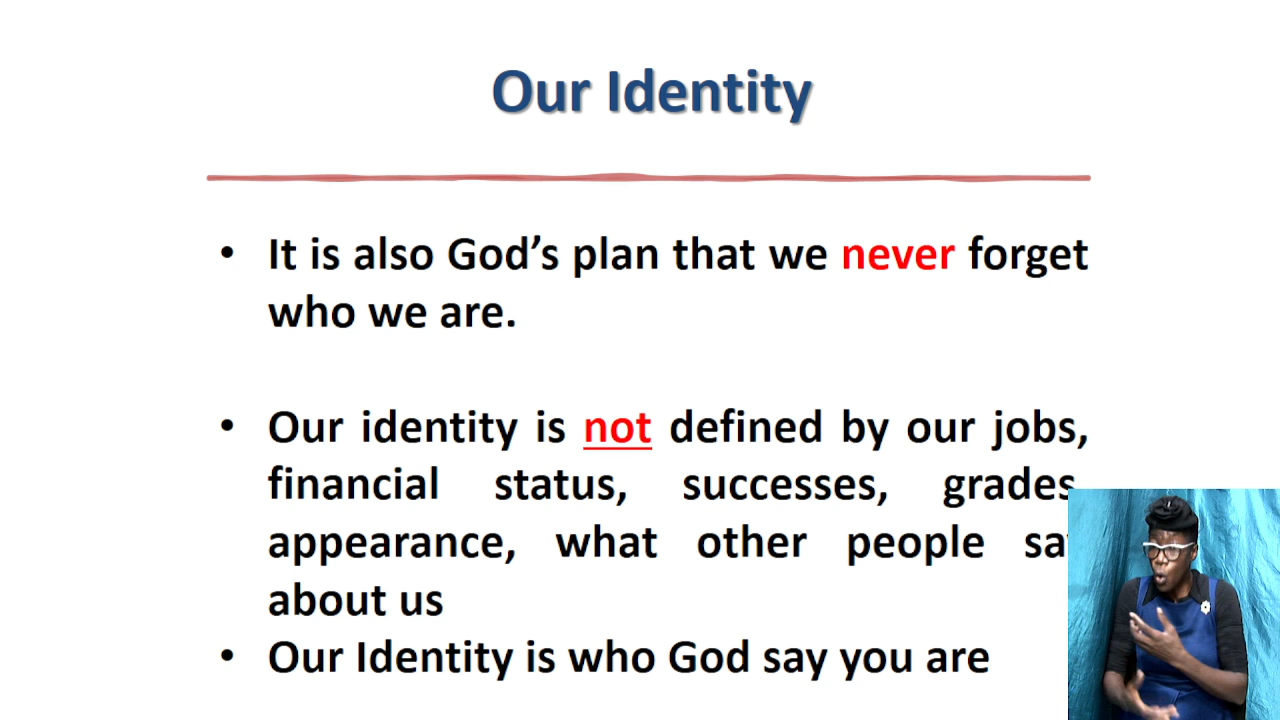 Our Identity
• It is also God’s plan that we never forget
who we are.
• Our identity is not defined by our jobs,
financial status, successes, grades
appearance, what other people say
about us
• Our Identity is who God say you are